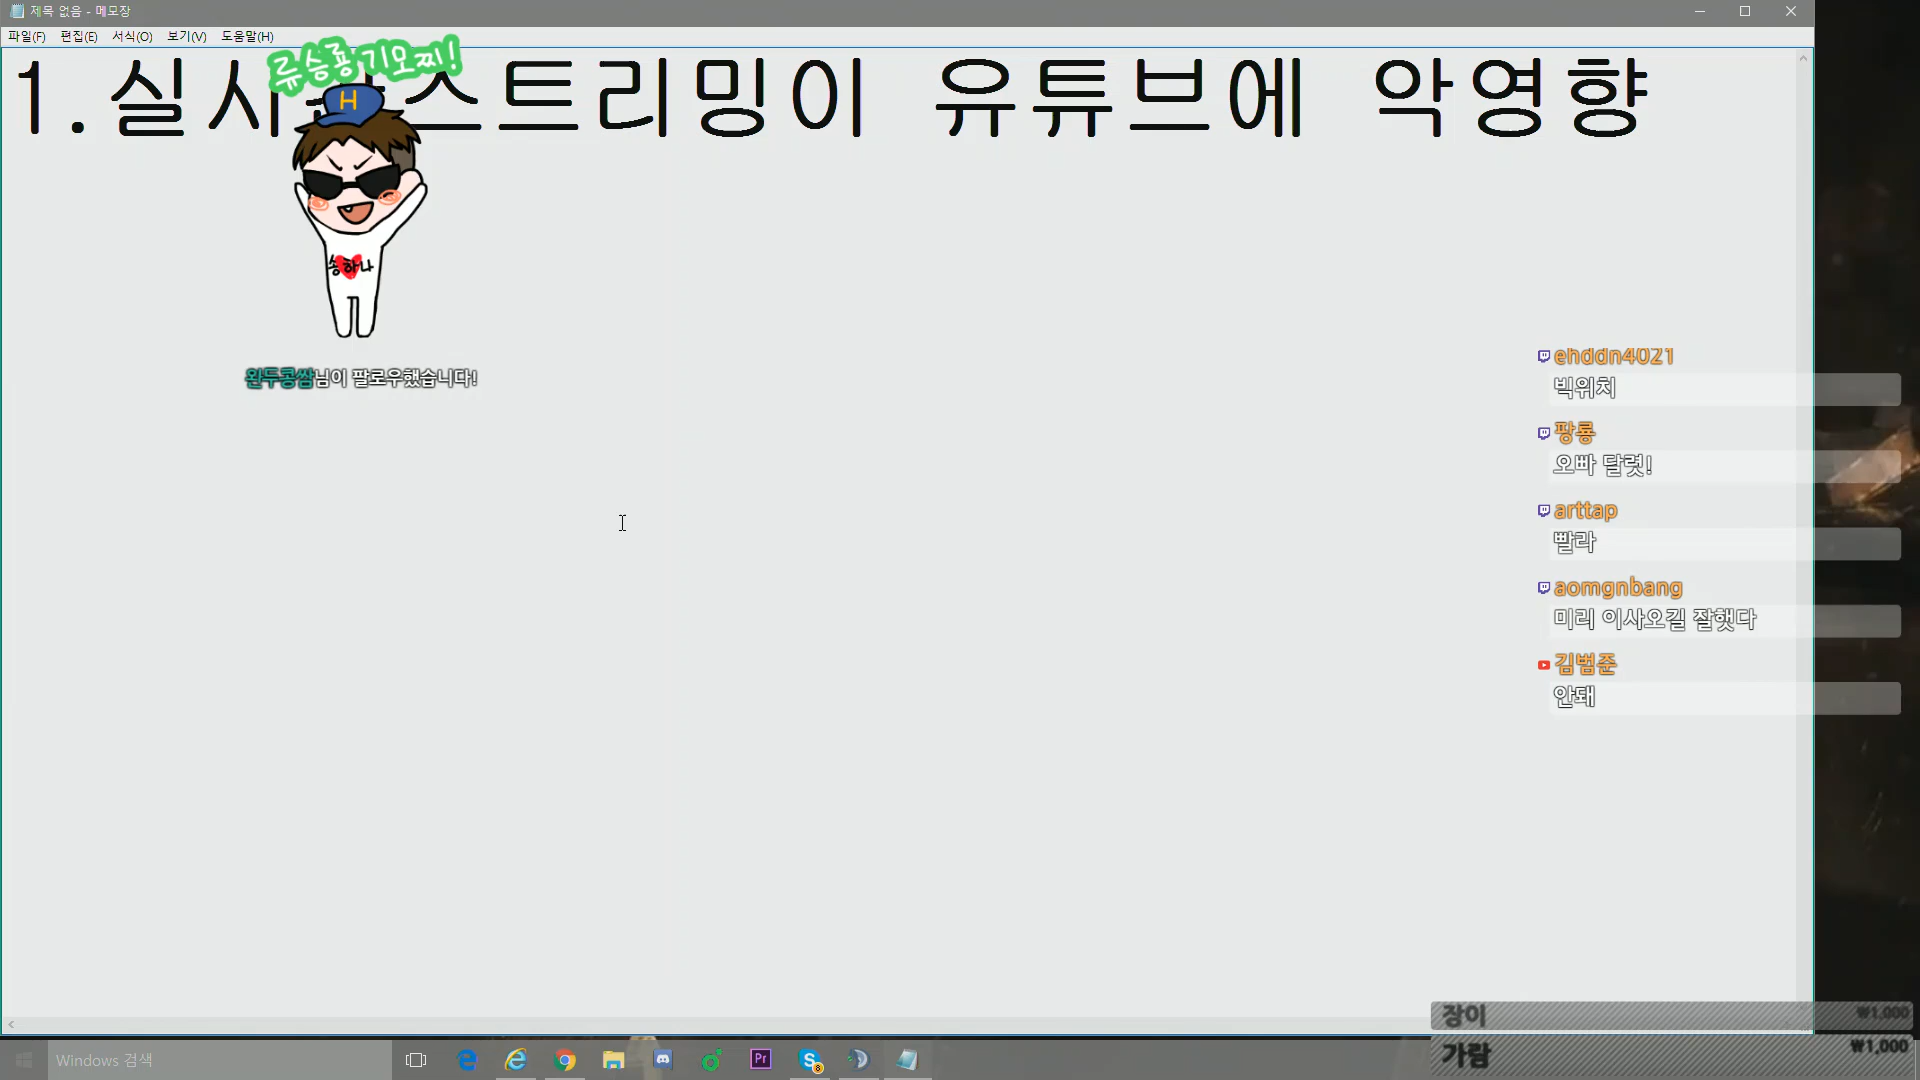 제목 없음 - 메모장
파일(F) 편집(E) 서식(O) 보기(V) 도움말(H)
류승룡 기모찌!
1.실시 스트리밍이 유튜브에 악영향
H
송하나
완두콩쌈님이 팔로우했습니다!
ehddn4021
빅위치
팡룡
오빠 달렷!
arttap
빨라
aomgnbang
미리 이사오길 잘햇다
김범준
안돼
장이 ₩1,000
가람 ₩1,000
Windows 검색
Pr
8